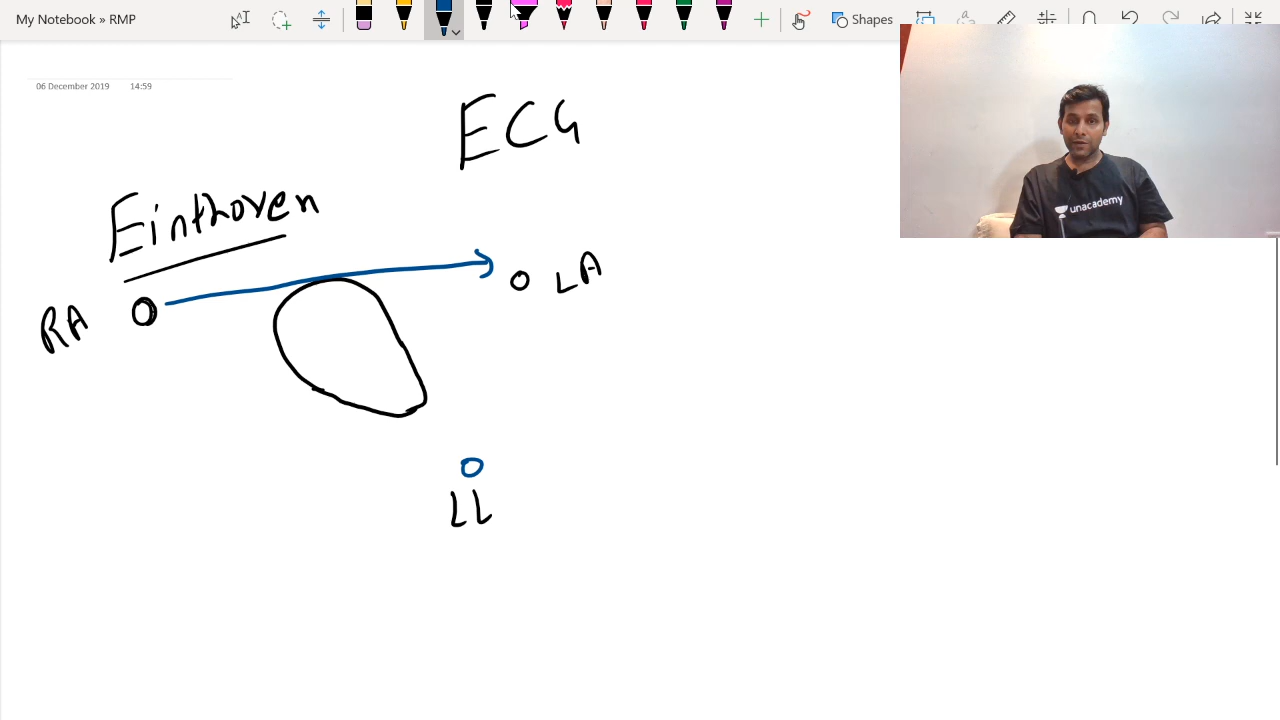 My Notebook » RMP
Shapes
06 December 2019 14:59
unacademy
ECG
Einthoven
RA
LA
LL